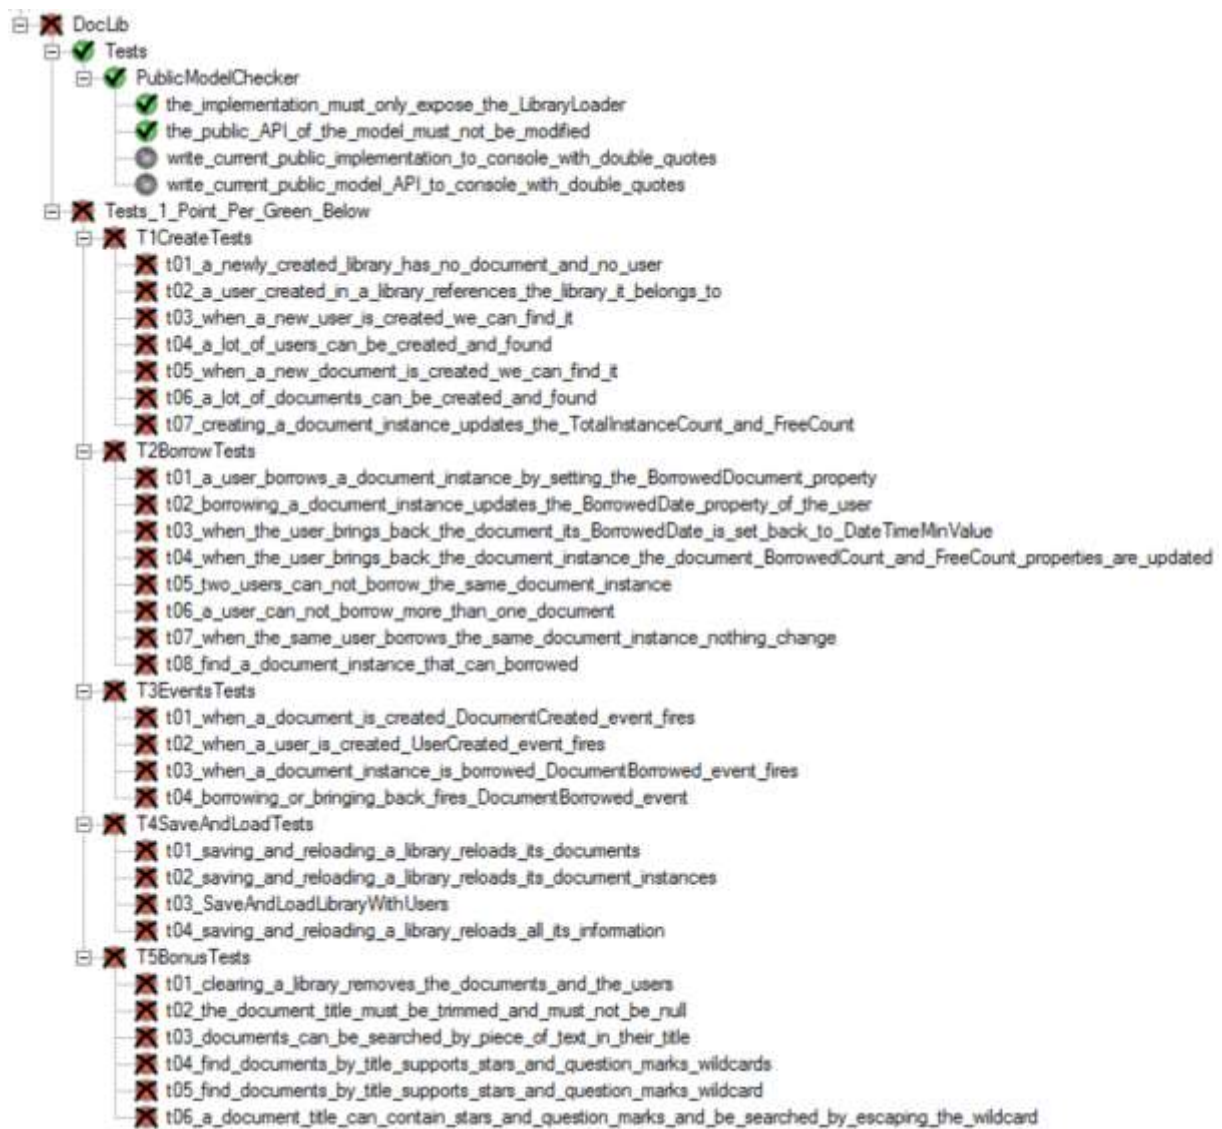 DocLib
Tests
PublicModelChecker
the_implementation_must_only_expose_the_LibraryLoader
the_public_API_of_the_model_must_not_be_modified
write_current_public_implementation_to_console_with_double_quotes
write_current_public_model_API_to_console_with_double_quotes
Tests_1_Point_Per_Green_Below
T1CreateTests
t01_a_newly_created_library_has_no_document_and_no_user
t02_a_user_created_in_a_library_references_the_library_it_belongs_to
t03_when_a_new_user_is_created_we_can_find_it
t04_a_lot_of_users_can_be_created_and_found
t05_when_a_new_document_is_created_we_can_find_it
t06_a_lot_of_documents_can_be_created_and_found
t07_creating_a_document_instance_updates_the_TotalInstanceCount_and_FreeCount
T2BorrowTests
t01_a_user_borrows_a_document_instance_by_setting_the_BorrowedDocument_property
t02_borrowing_a_document_instance_updates_the_BorrowedDate_property_of_the_user
t03_when_the_user_brings_back_the_document_its_BorrowedDate_is_set_back_to_DateTimeMinValue
t04_when_the_user_brings_back_the_document_instance_the_document_BorrowedCount_and_FreeCount_properties_are_updated
t05_two_users_can_not_borrow_the_same_document_instance
t06_a_user_can_not_borrow_more_than_one_document
t07_when_the_same_user_borrows_the_same_document_instance_nothing_change
t08_find_a_document_instance_that_can_borrowed
T3EventsTests
t01_when_a_document_is_created_DocumentCreated_event_fires
t02_when_a_user_is_created_UserCreated_event_fires
t03_when_a_document_instance_is_borrowed_DocumentBorrowed_event_fires
t04_borrowing_or_bringing_back_fires_DocumentBorrowed_event
T4SaveAndLoadTests
t01_saving_and_reloading_a_library_reloads_its_documents
t02_saving_and_reloading_a_library_reloads_its_document_instances
t03_SaveAndLoadLibraryWithUsers
t04_saving_and_reloading_a_library_reloads_all_its_information
T5BonusTests
t01_clearing_a_library_removes_the_documents_and_the_users
t02_the_document_title_must_be_trimmed_and_must_not_be_null
t03_documents_can_be_searched_by_piece_of_text_in_their_title
t04_find_documents_by_title_supports_stars_and_question_marks_wildcards
t05_find_documents_by_title_supports_stars_and_question_marks_wildcard
t06_a_document_title_can_contain_stars_and_question_marks_and_be_searched_by_escaping_the_wildcard